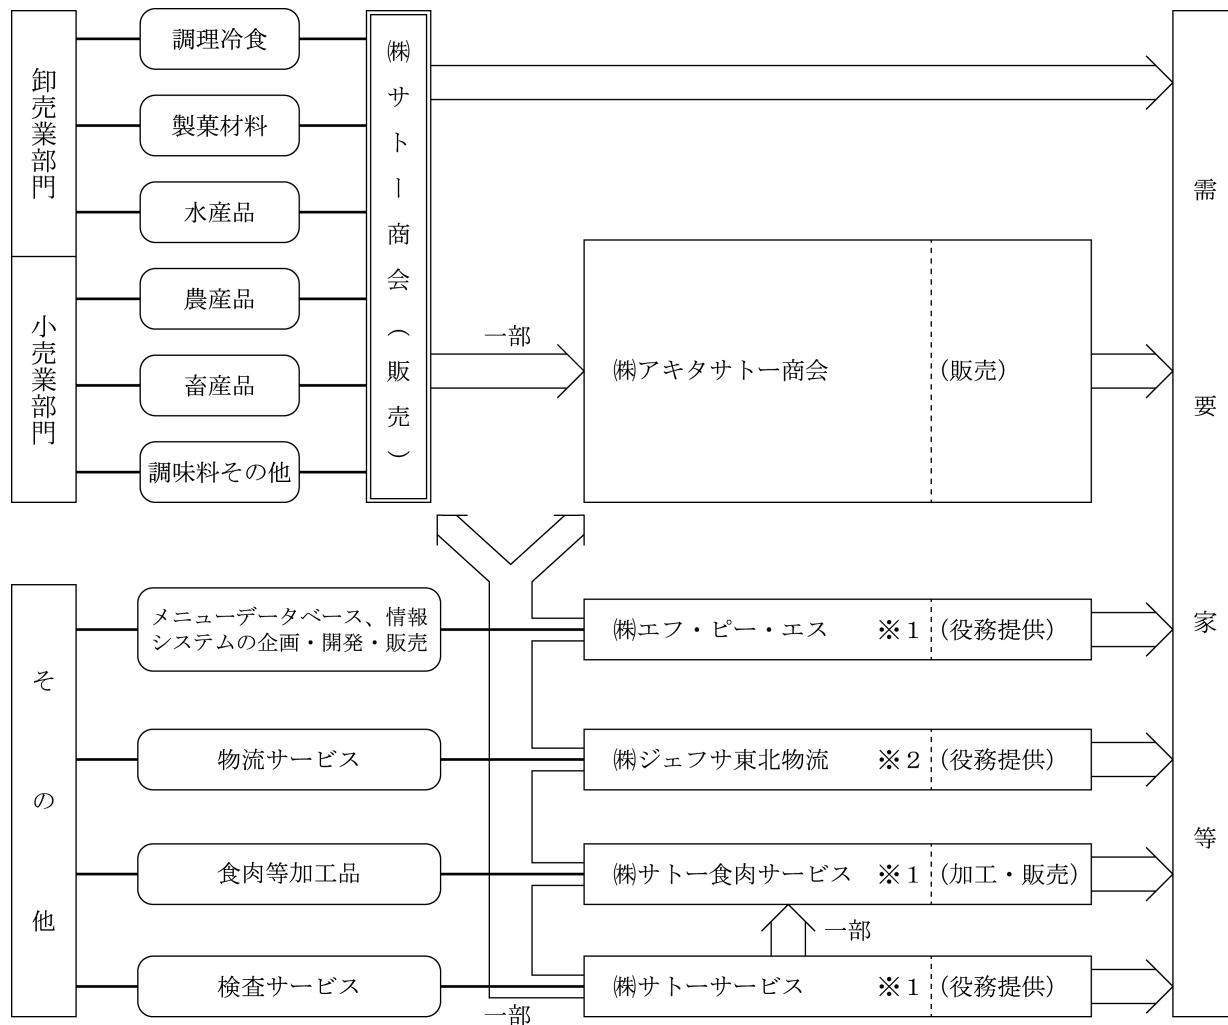 卸売業部門
小売業部門
調理冷食
製菓材料
水産品
農産品
畜産品
調味料その他
㈱サトー商会(販売)
一部
㈱アキタサトー商会 (販売)
需要家等
その他
メニューデータベース、情報
システムの企画・開発・販売
㈱エフ・ピー・エス ※1 (役務提供)
物流サービス
㈱ジェフサ東北物流 ※2 (役務提供)
食肉等加工品
㈱サトー食肉サービス ※1 (加工・販売)
一部
検査サービス
㈱サトーサービス ※1 (役務提供)
一部